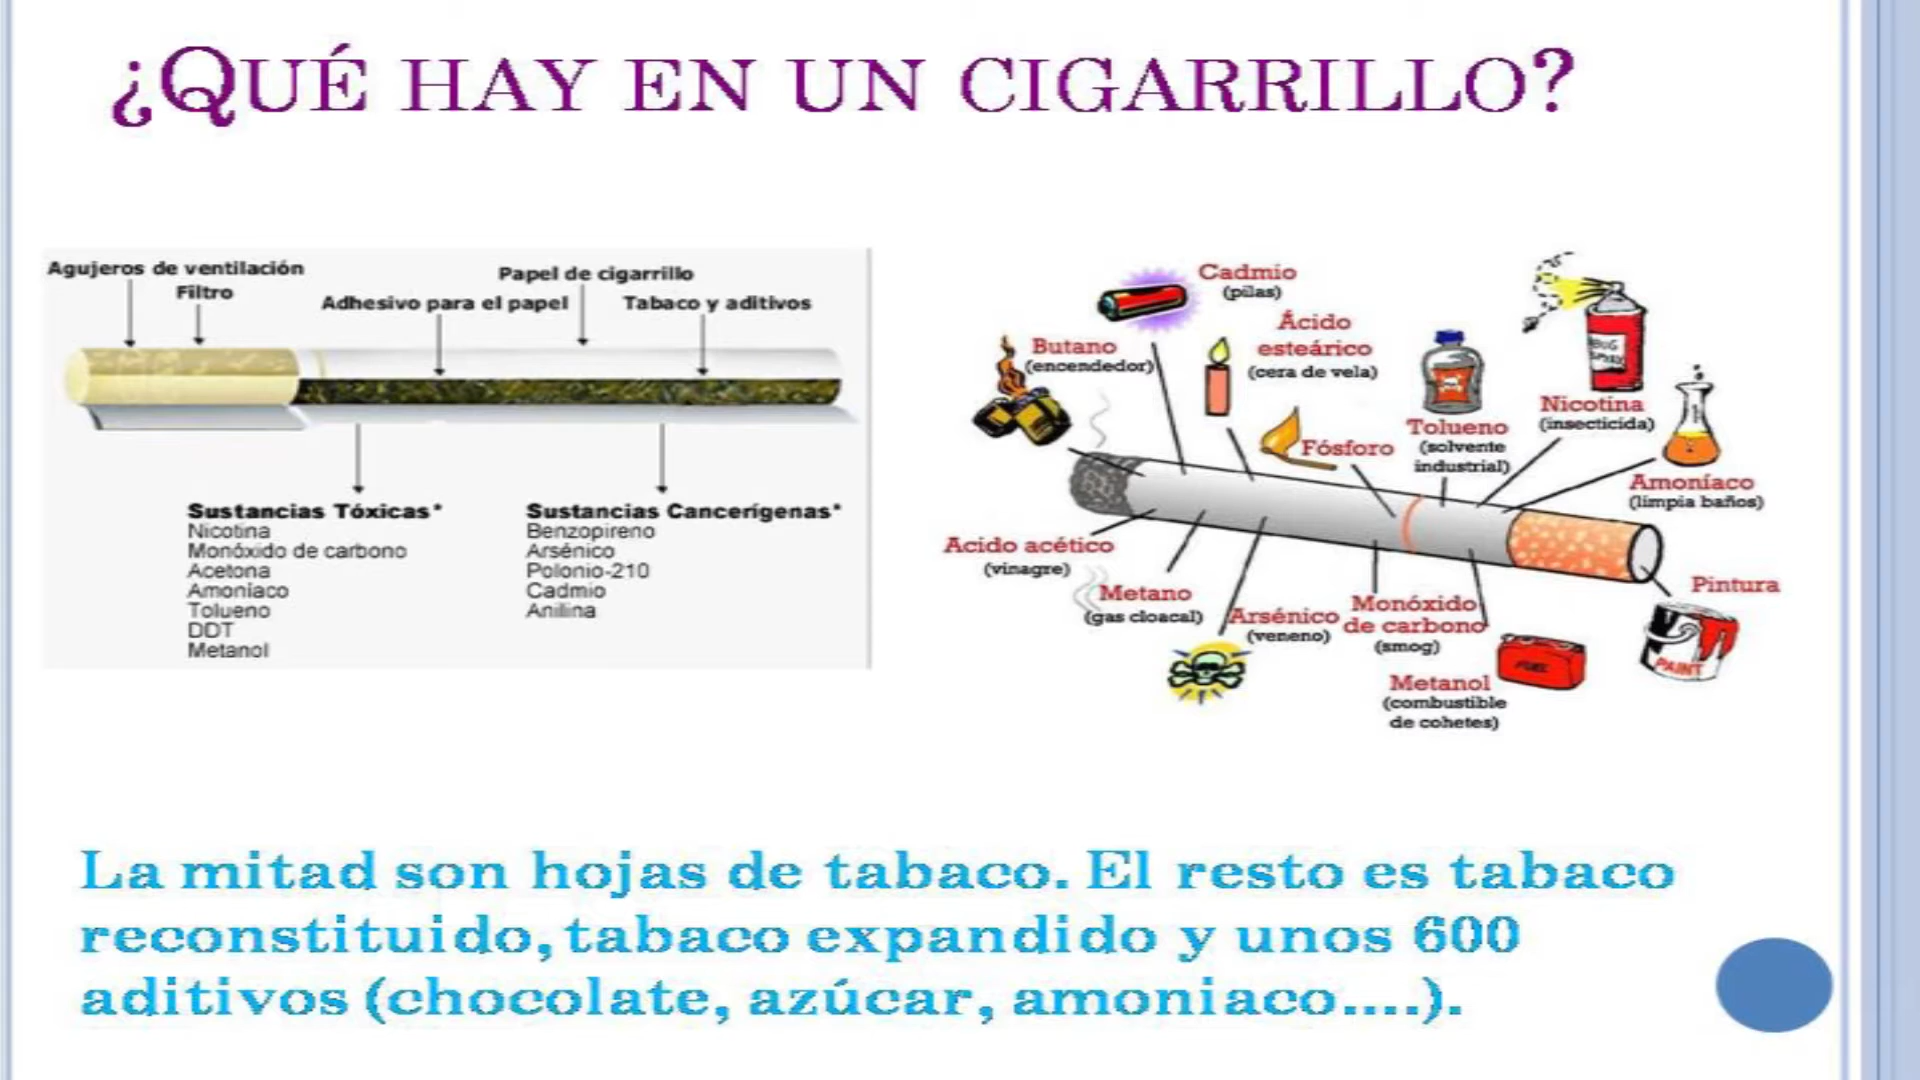 ¿QUÉ HAY EN UN CIGARRILLO?
Agujeros de ventilación
Filtro
Papel de cigarrillo
Adhesivo para el papel
Tabaco y aditivos
Sustancias Tóxicas*
Nicotina
Monóxido de carbono
Acetona
Amoníaco
Tolueno
DDT
Metanol
Sustancias Cancerígenas*
Benzopireno
Arsénico
Polonio-210
Cadmio
Anilina
Cadmio
(pilas)
Butano
(encendedor)
Ácido
esteárico
(cera de vela)
Fósforo
Tolueno
(solvente
industrial)
BUG
SPRAY
Nicotina
(insecticida)
Amoníaco
(limpia baños)
Acido acético
(vinagre)
Metano
(gas cloacal)
Arsénico
(veneno)
Monóxido
de carbono
(smog)
Metanol
(combustible
de cohetes)
FUEL
Pintura
PAINT
La mitad son hojas de tabaco. El resto es tabaco
reconstituido, tabaco expandido y unos 600
aditivos (chocolate, azúcar, amoniaco....).